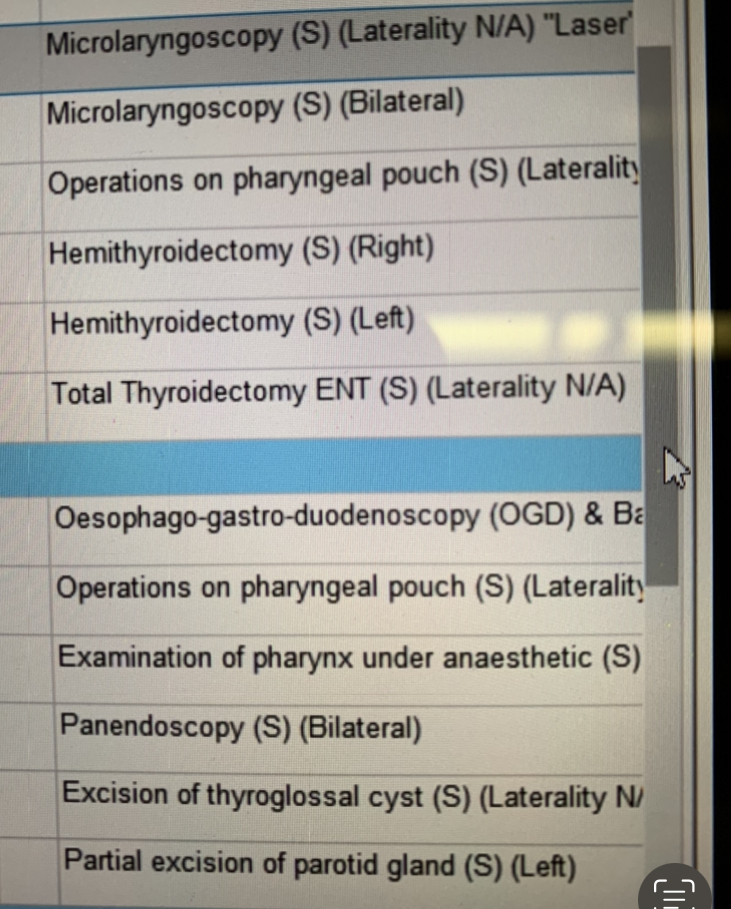 Microlaryngoscopy (S) (Laterality N/A) "Laser"
Microlaryngoscopy (S) (Bilateral)
Operations on pharyngeal pouch (S) (Laterality
Hemithyroidectomy (S) (Right)
Hemithyroidectomy (S) (Left)
Total Thyroidectomy ENT (S) (Laterality N/A)
Oesophago-gastro-duodenoscopy (OGD) & Ba
Operations on pharyngeal pouch (S) (Laterality
Examination of pharynx under anaesthetic (S)
Panendoscopy (S) (Bilateral)
Excision of thyroglossal cyst (S) (Laterality N/
Partial excision of parotid gland (S) (Left)